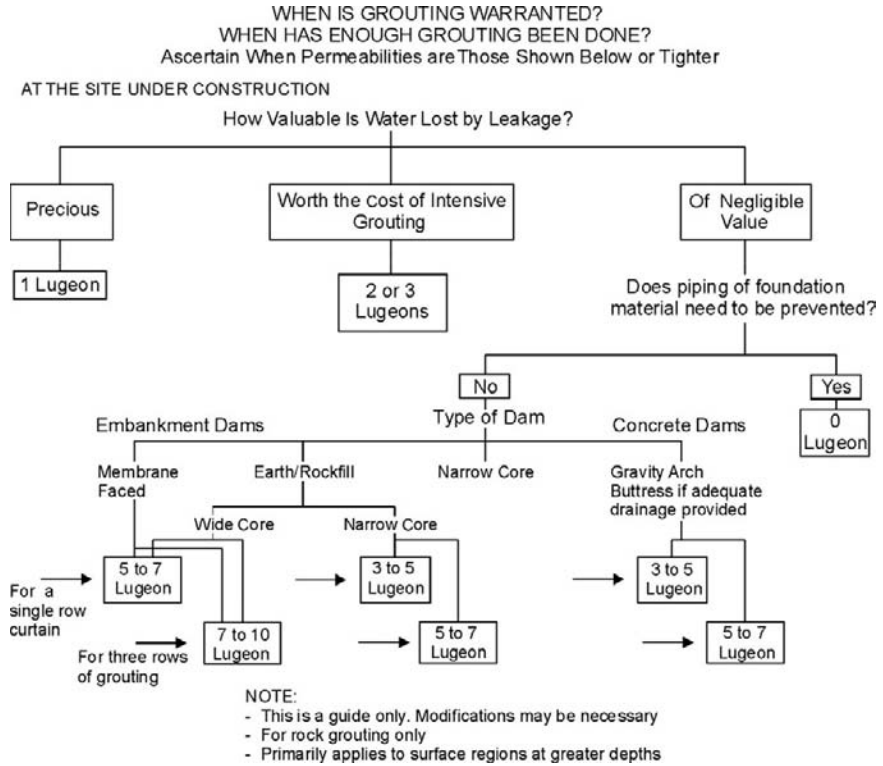 WHEN IS GROUTING WARRANTED?
WHEN HAS ENOUGH GROUTING BEEN DONE?
Ascertain When Permeabilities are Those Shown Below or Tighter
AT THE SITE UNDER CONSTRUCTION
How Valuable Is Water Lost by Leakage?
Precious
Worth the Cost of Intensive
Grouting
Of Negligible
Value
1 Lugeon
2 or 3
Lugeons
Does piping of foundation
material need to be prevented?
No
Yes
0
Lugeon
Type of Dam
Embankment Dams
Concrete Dams
Membrane
Faced
Earth/Rockfill
Narrow Core
Gravity Arch
Buttress if adequate
drainage provided
Wide Core
Narrow Core
For a
single row
curtain
5 to 7
Lugeon
3 to 5
Lugeon
3 to 5
Lugeon
For three rows
of grouting
7 to 10
Lugeon
5 to 7
Lugeon
5 to 7
Lugeon
NOTE:
- This is a guide only. Modifications may be necessary
- For rock grouting only
- Primarily applies to surface regions at greater depths